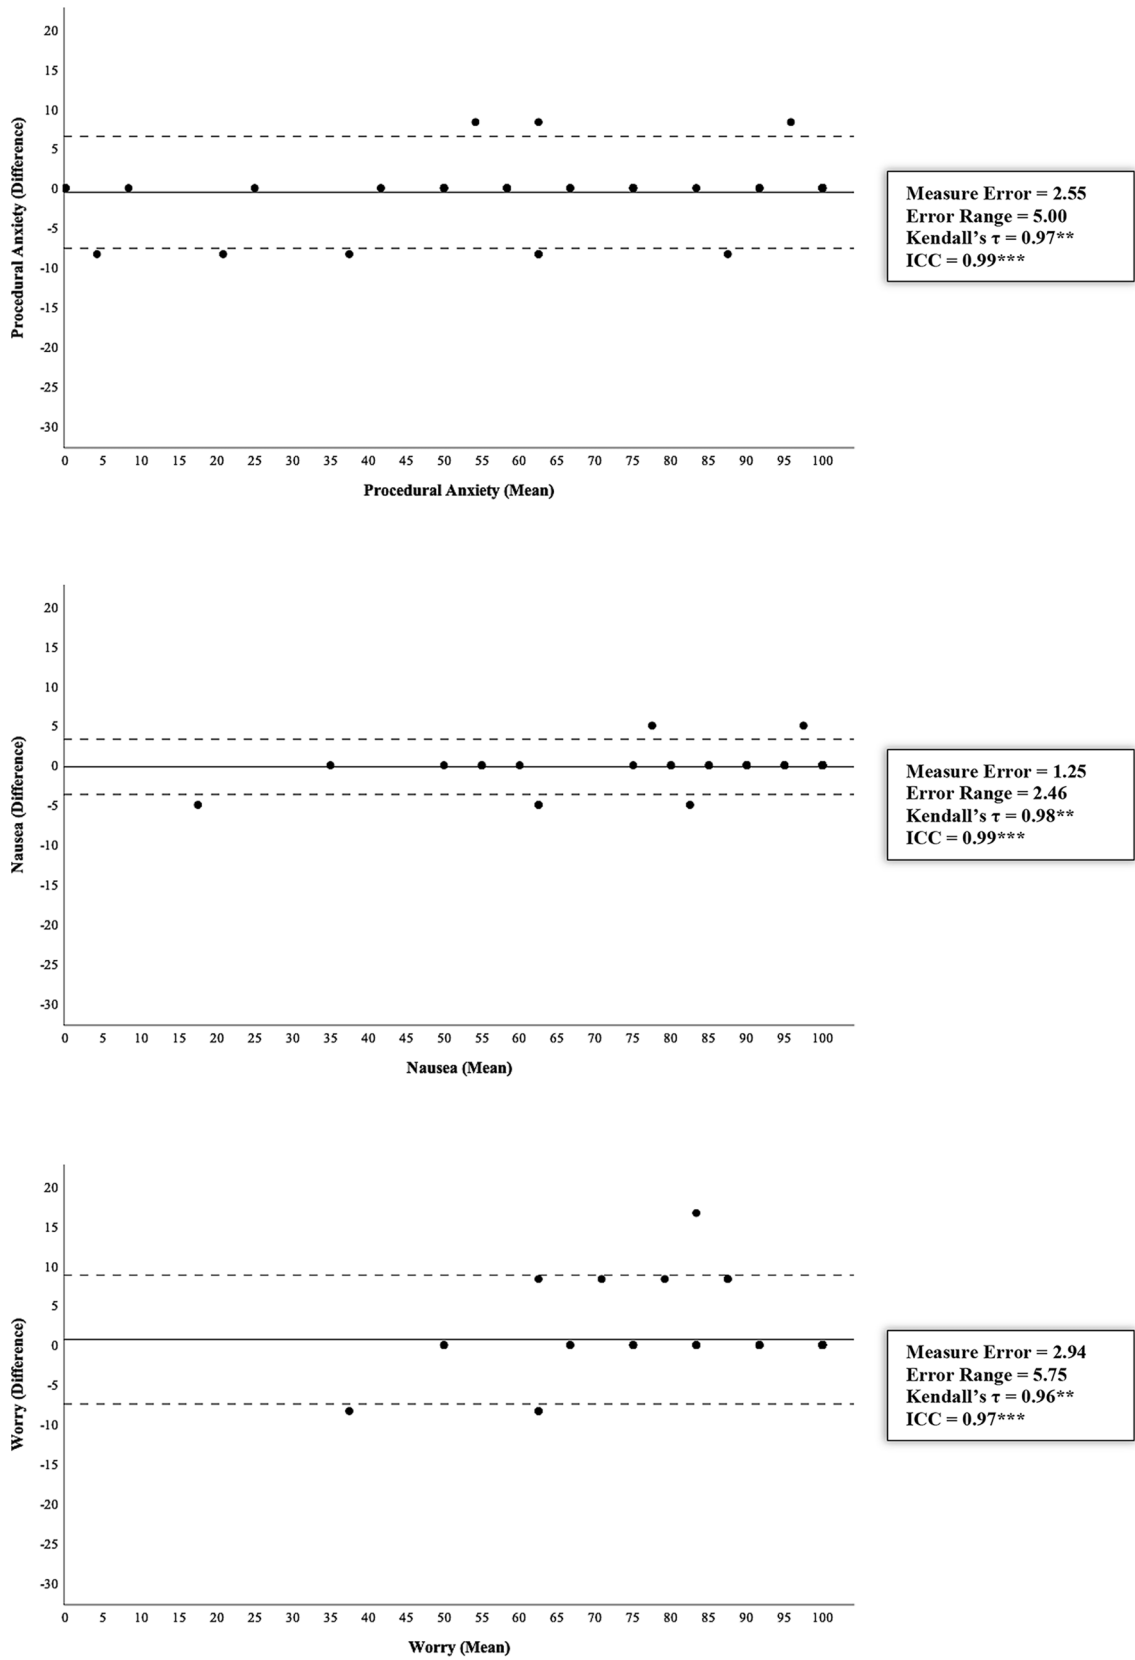 20
15
10
5
0
-5
-10
-15
-20
-25
-30
Procedural Anxiety (Difference)
0 5 10 15 20 25 30 35 40 45 50 55 60 65 70 75 80 85 90 95 100
Procedural Anxiety (Mean)
Measure Error = 2.55
Error Range = 5.00
Kendall's τ = 0.97**
ICC = 0.99***
20
15
10
5
0
-5
-10
-15
-20
-25
-30
Nausea (Difference)
0 5 10 15 20 25 30 35 40 45 50 55 60 65 70 75 80 85 90 95 100
Nausea (Mean)
Measure Error = 1.25
Error Range = 2.46
Kendall's τ = 0.98**
ICC = 0.99***
20
15
10
5
0
-5
-10
-15
-20
-25
-30
Worry (Difference)
0 5 10 15 20 25 30 35 40 45 50 55 60 65 70 75 80 85 90 95 100
Worry (Mean)
Measure Error = 2.94
Error Range = 5.75
Kendall's τ = 0.96**
ICC = 0.97***